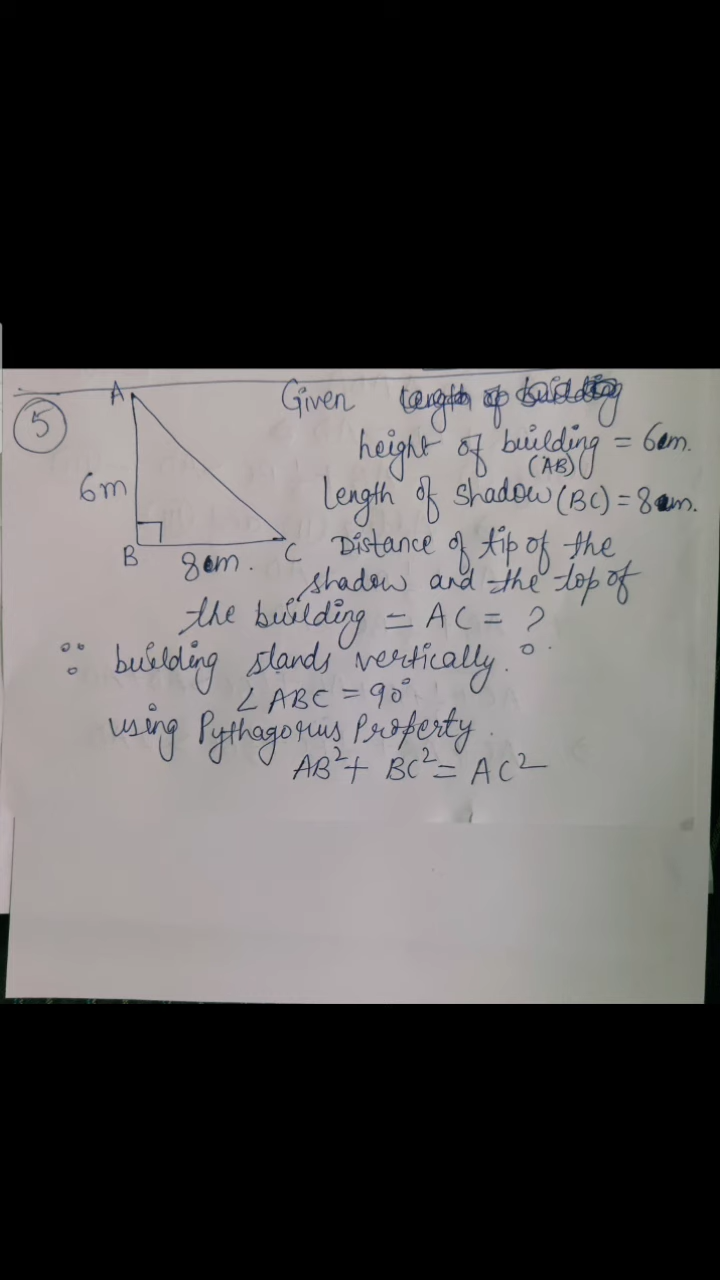 5
A
Given
height of building = 6m.
(AB)
6m
length of shadow (BC) = 8m.
B
8m.
C
Distance of tip of the
shadow and the top of
the building = AC = ?
∵ building stands vertically.
∠ABC = 90°
using Pythagorus Property.
AB²+ BC² = AC²